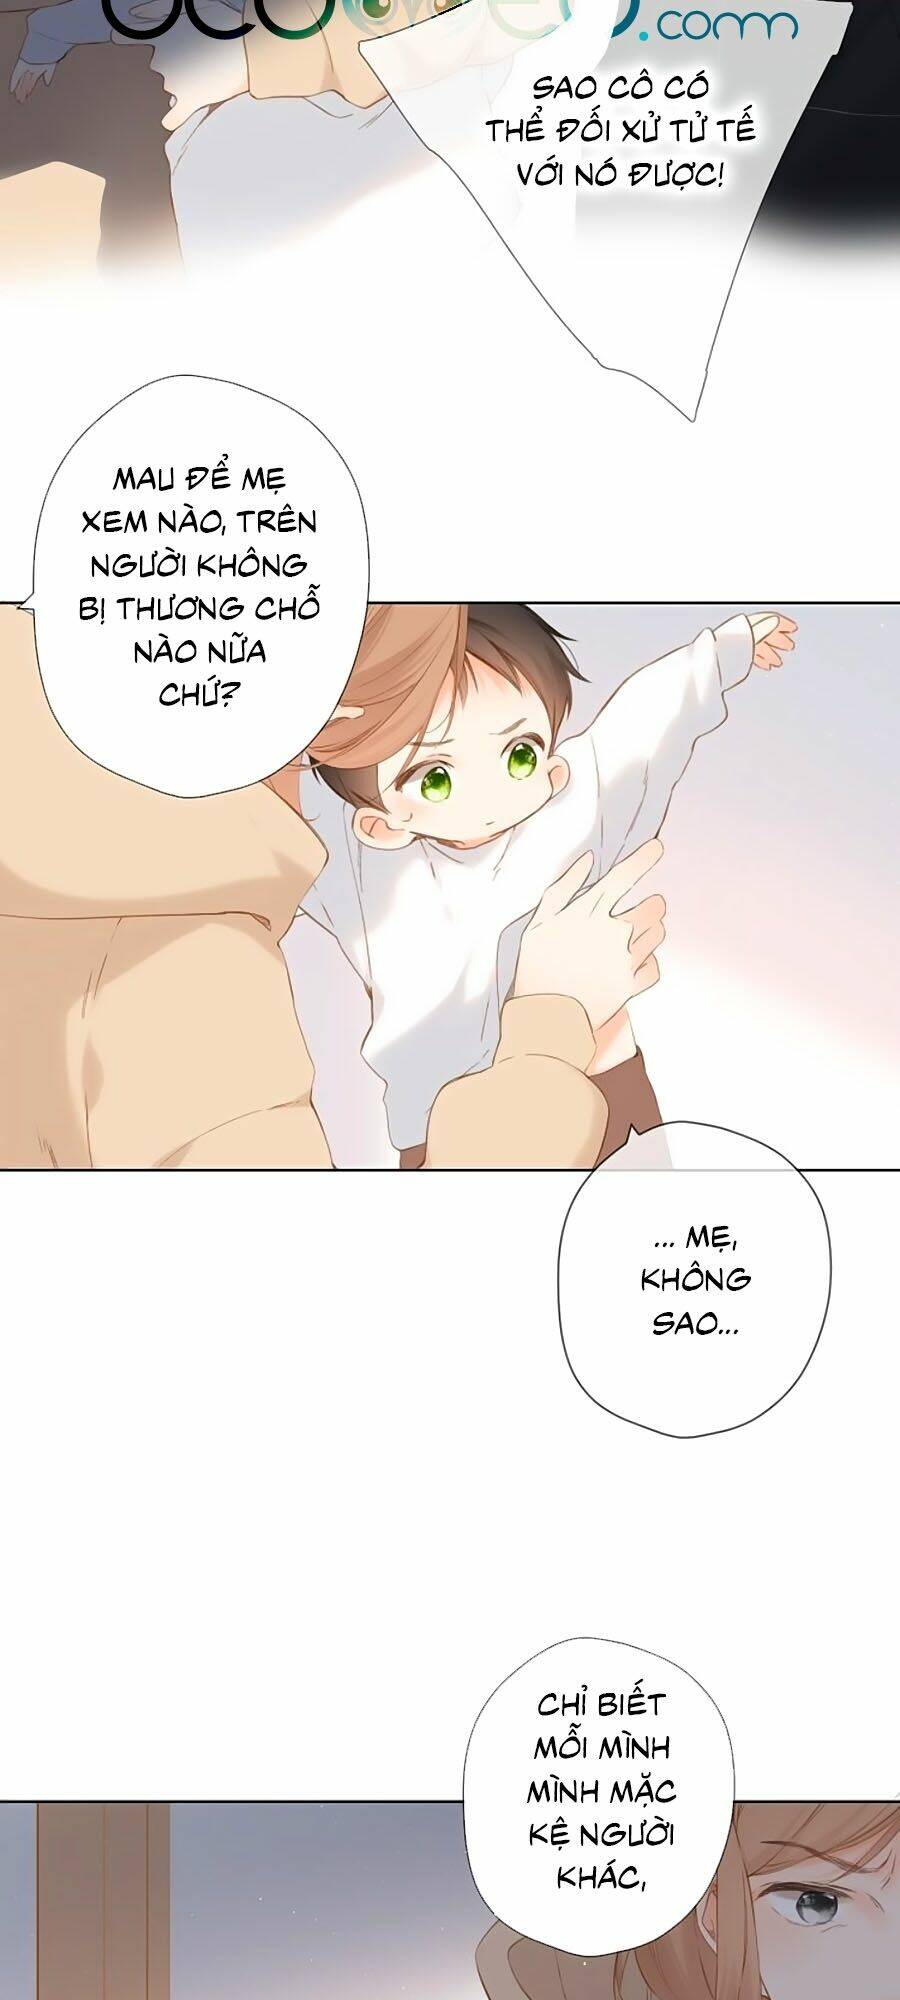 .com
SAO CÔ CÓ
THỂ ĐỐI XỬ TỬ TẾ
VỚI NÓ ĐƯỢC!
MAU ĐỂ MẸ
XEM NÀO, TRÊN
NGƯỜI KHÔNG
BỊ THƯƠNG CHỖ
NÀO NỮA
CHỨ?
... MẸ,
KHÔNG
SAO...
CHỈ BIẾT
MỖI MÌNH
MÌNH MẶC
KỆ NGƯỜI
KHÁC,